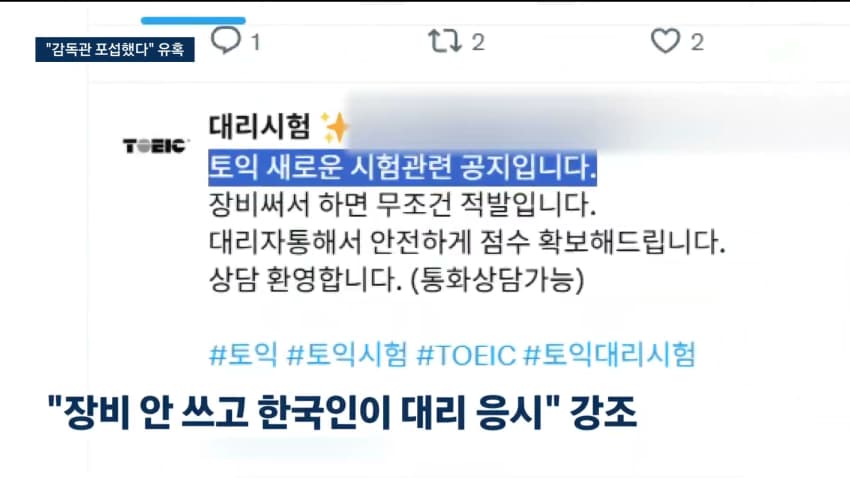 "감독관 포섭했다" 유혹
1 2 2
TOEIC
대리시험
토익 새로운 시험관련 공지입니다.
장비써서 하면 무조건 적발입니다.
대리자통해서 안전하게 점수 확보해드립니다.
상담 환영합니다. (통화상담가능)
#토익 #토익시험 #TOEIC #토익대리시험
"장비 안 쓰고 한국인이 대리 응시" 강조